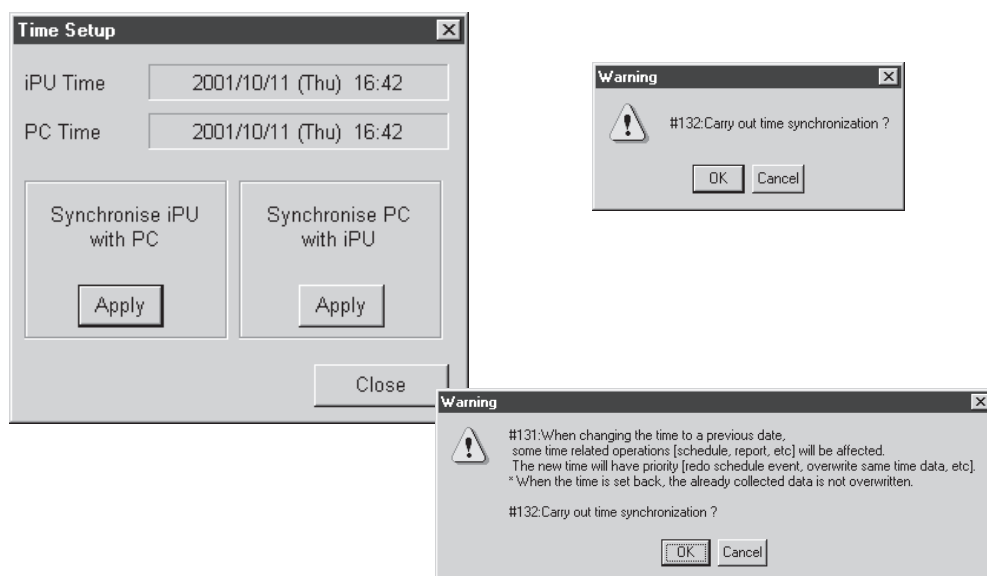 Time Setup
iPU Time
2001/10/11 (Thu) 16:42
PC Time
2001/10/11 (Thu) 16:42
Synchronise iPU
with PC
Apply
Synchronise PC
with iPU
Apply
Close
Warning
#132:Carry out time synchronization ?
OK
Cancel
Warning
#131:When changing the time to a previous date,
some time related operations [schedule, report, etc] will be affected.
The new time will have priority [redo schedule event, overwrite same time data, etc].
* When the time is set back, the already collected data is not overwritten.
#132:Carry out time synchronization ?
OK
Cancel